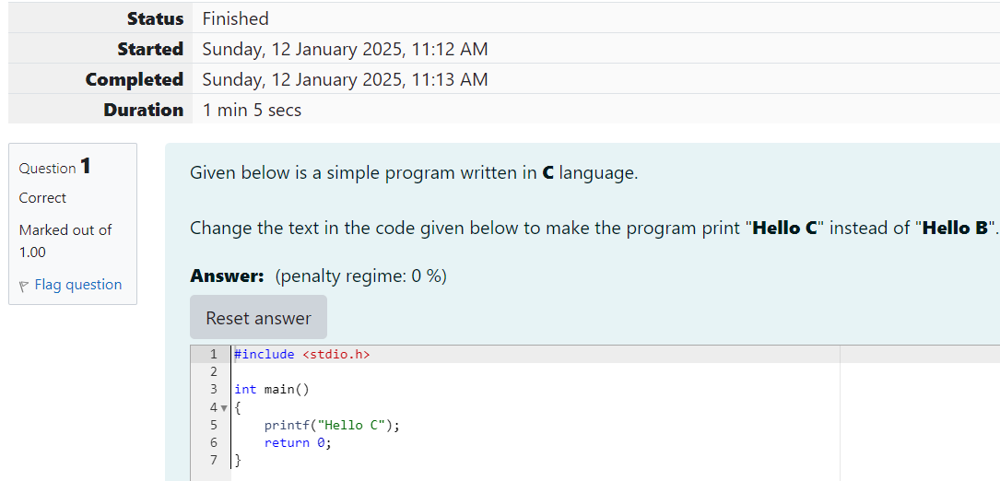 Status Finished
Started Sunday, 12 January 2025, 11:12 AM
Completed Sunday, 12 January 2025, 11:13 AM
Duration 1 min 5 secs
Question 1
Correct
Marked out of
1.00
Flag question
Given below is a simple program written in C language.
Change the text in the code given below to make the program print "Hello C" instead of "Hello B".
Answer: (penalty regime: 0 %)
Reset answer
1 #include <stdio.h>
2
3 int main()
4 {
5 printf("Hello C");
6 return 0;
7 }